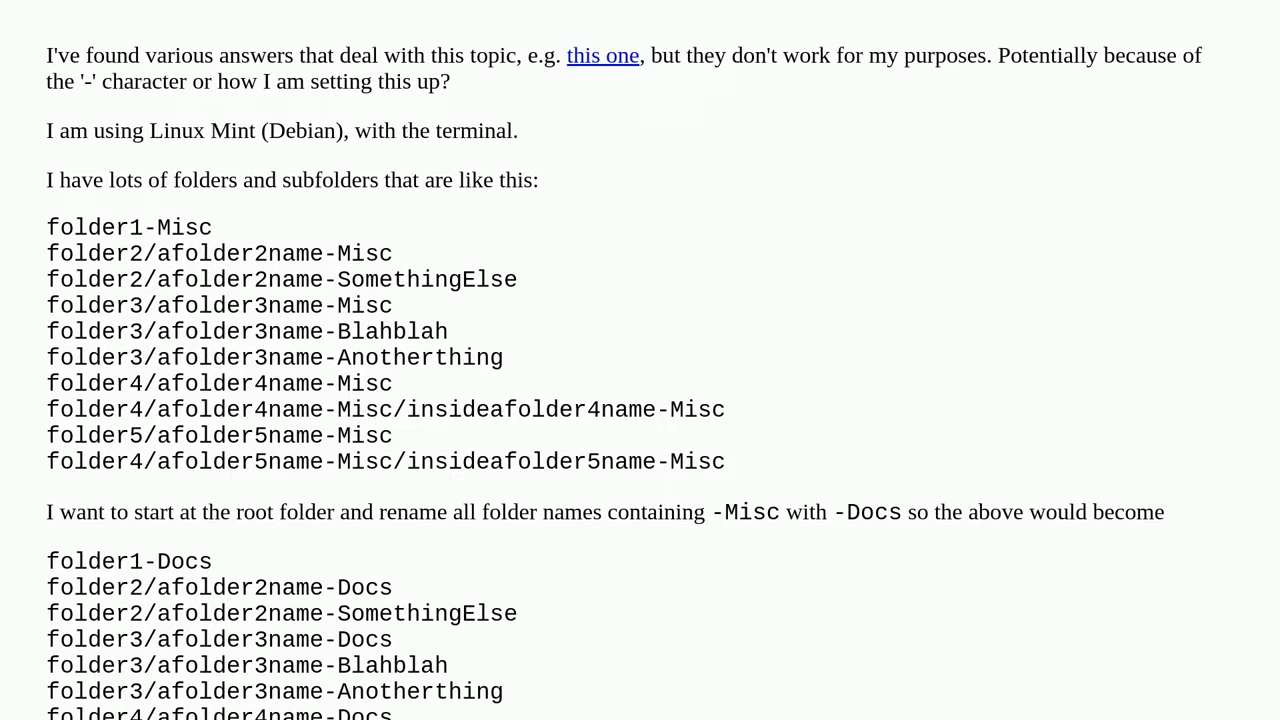 I've found various answers that deal with this topic, e.g. this one, but they don't work for my purposes. Potentially because of
the '-' character or how I am setting this up?
I am using Linux Mint (Debian), with the terminal.
I have lots of folders and subfolders that are like this:
folder1-Misc
folder2/afolder2name-Misc
folder2/afolder2name-SomethingElse
folder3/afolder3name-Misc
folder3/afolder3name-Blahblah
folder3/afolder3name-Anotherthing
folder4/afolder4name-Misc
folder4/afolder4name-Misc/insideafolder4name-Misc
folder5/afolder5name-Misc
folder4/afolder5name-Misc/insideafolder5name-Misc
I want to start at the root folder and rename all folder names containing -Misc with -Docs so the above would become
folder1-Docs
folder2/afolder2name-Docs
folder2/afolder2name-SomethingElse
folder3/afolder3name-Docs
folder3/afolder3name-Blahblah
folder3/afolder3name-Anotherthing
folder4/afolder4name-Docs